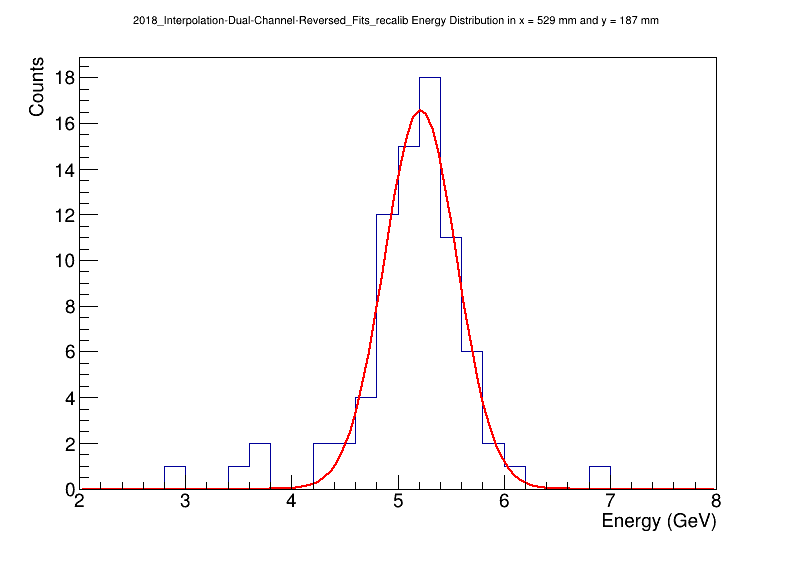 2018_Interpolation-Dual-Channel-Reversed_Fits_recalib Energy Distribution in x = 529 mm and y = 187 mm
Counts
18
16
14
12
10
8
6
4
2
0
2 3 4 5 6 7 8
Energy (GeV)